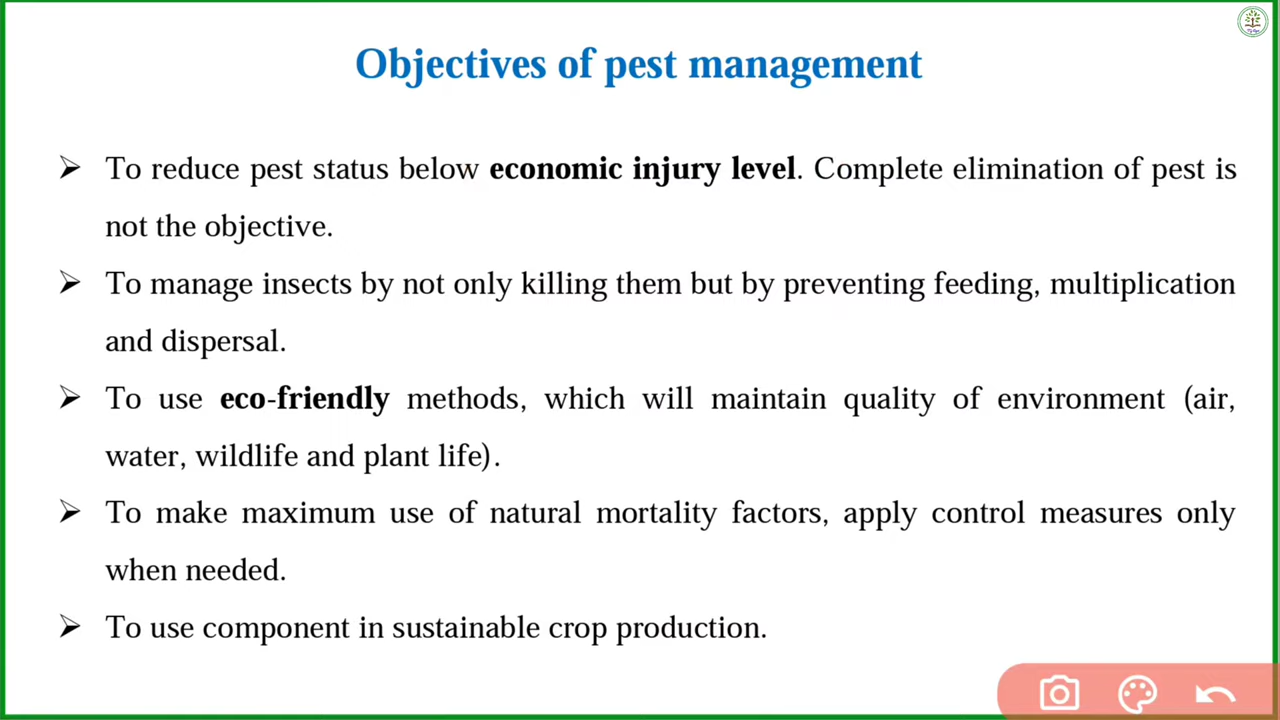 Objectives of pest management
➢ To reduce pest status below economic injury level. Complete elimination of pest is
not the objective.
➢ To manage insects by not only killing them but by preventing feeding, multiplication
and dispersal.
➢ To use eco-friendly methods, which will maintain quality of environment (air,
water, wildlife and plant life).
➢ To make maximum use of natural mortality factors, apply control measures only
when needed.
➢ To use component in sustainable crop production.